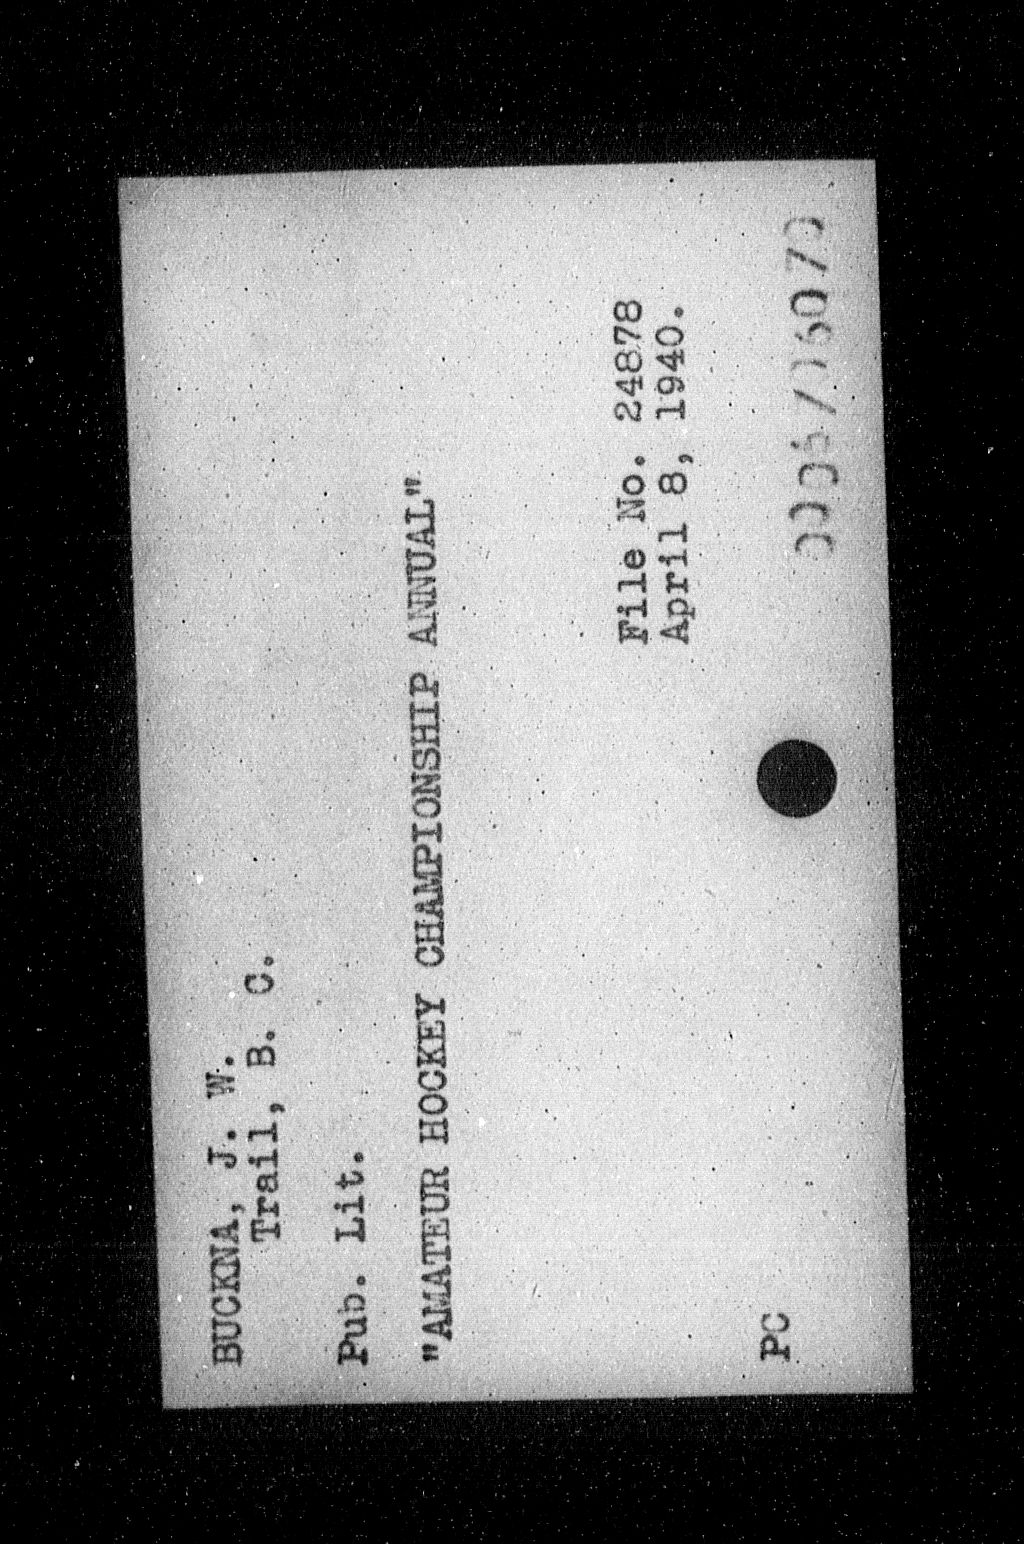 BUCKNA, J. W.
Trail, B. C.
Pub. Lit.
"AMATEUR HOCKEY CHAMPIONSHIP ANNUAL"
File No. 24878
April 8, 1940.
PC